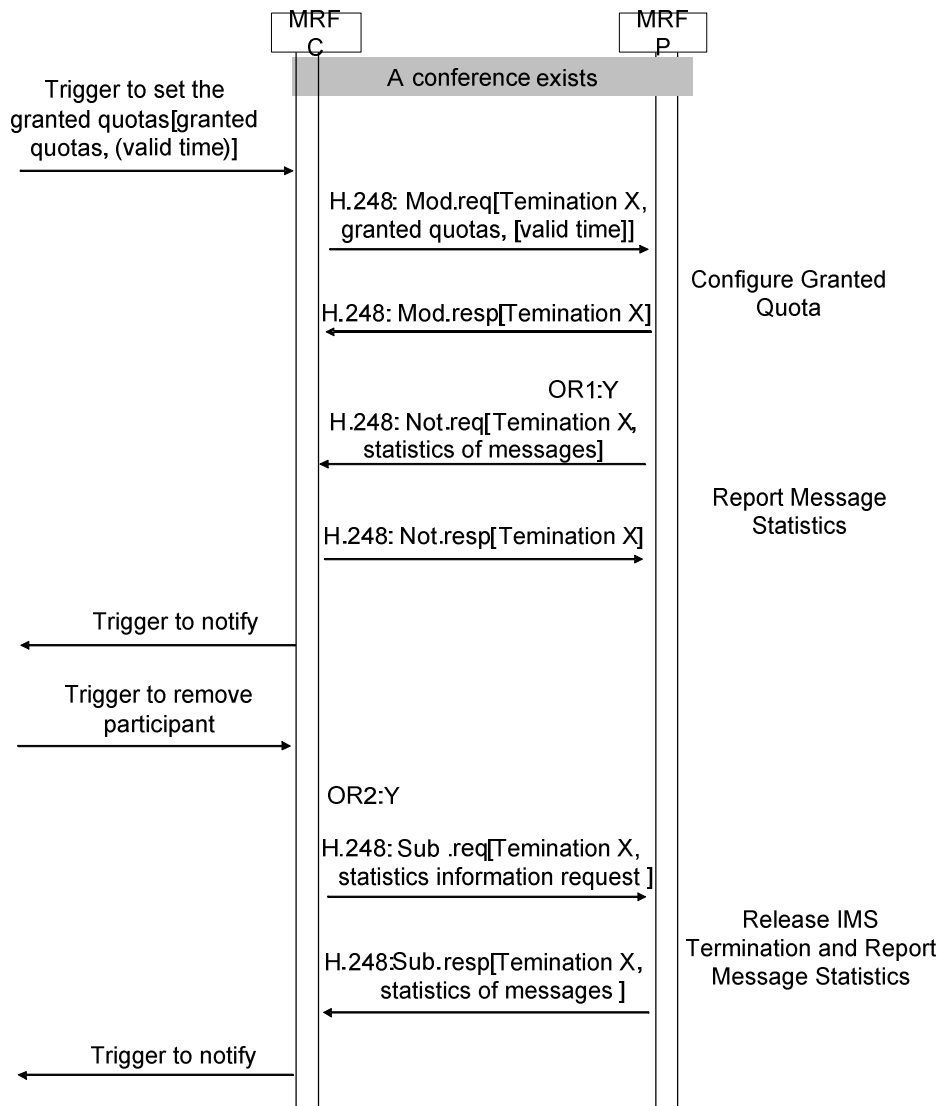 MRF
C
MRF
P
A conference exists
Trigger to set the
granted quotas[granted
quotas, (valid time)]
H.248: Mod.req[Temination X,
granted quotas, [valid time]]
Configure Granted
Quota
H.248: Mod.resp[Temination X]
OR1:Y
H.248: Not.req[Temination X,
statistics of messages]
Report Message
Statistics
H.248: Not.resp[Temination X]
Trigger to notify
Trigger to remove
participant
OR2:Y
H.248: Sub .req[Temination X,
statistics information request ]
Release IMS
Termination and Report
Message Statistics
H.248:Sub.resp[Temination X,
statistics of messages ]
Trigger to notify